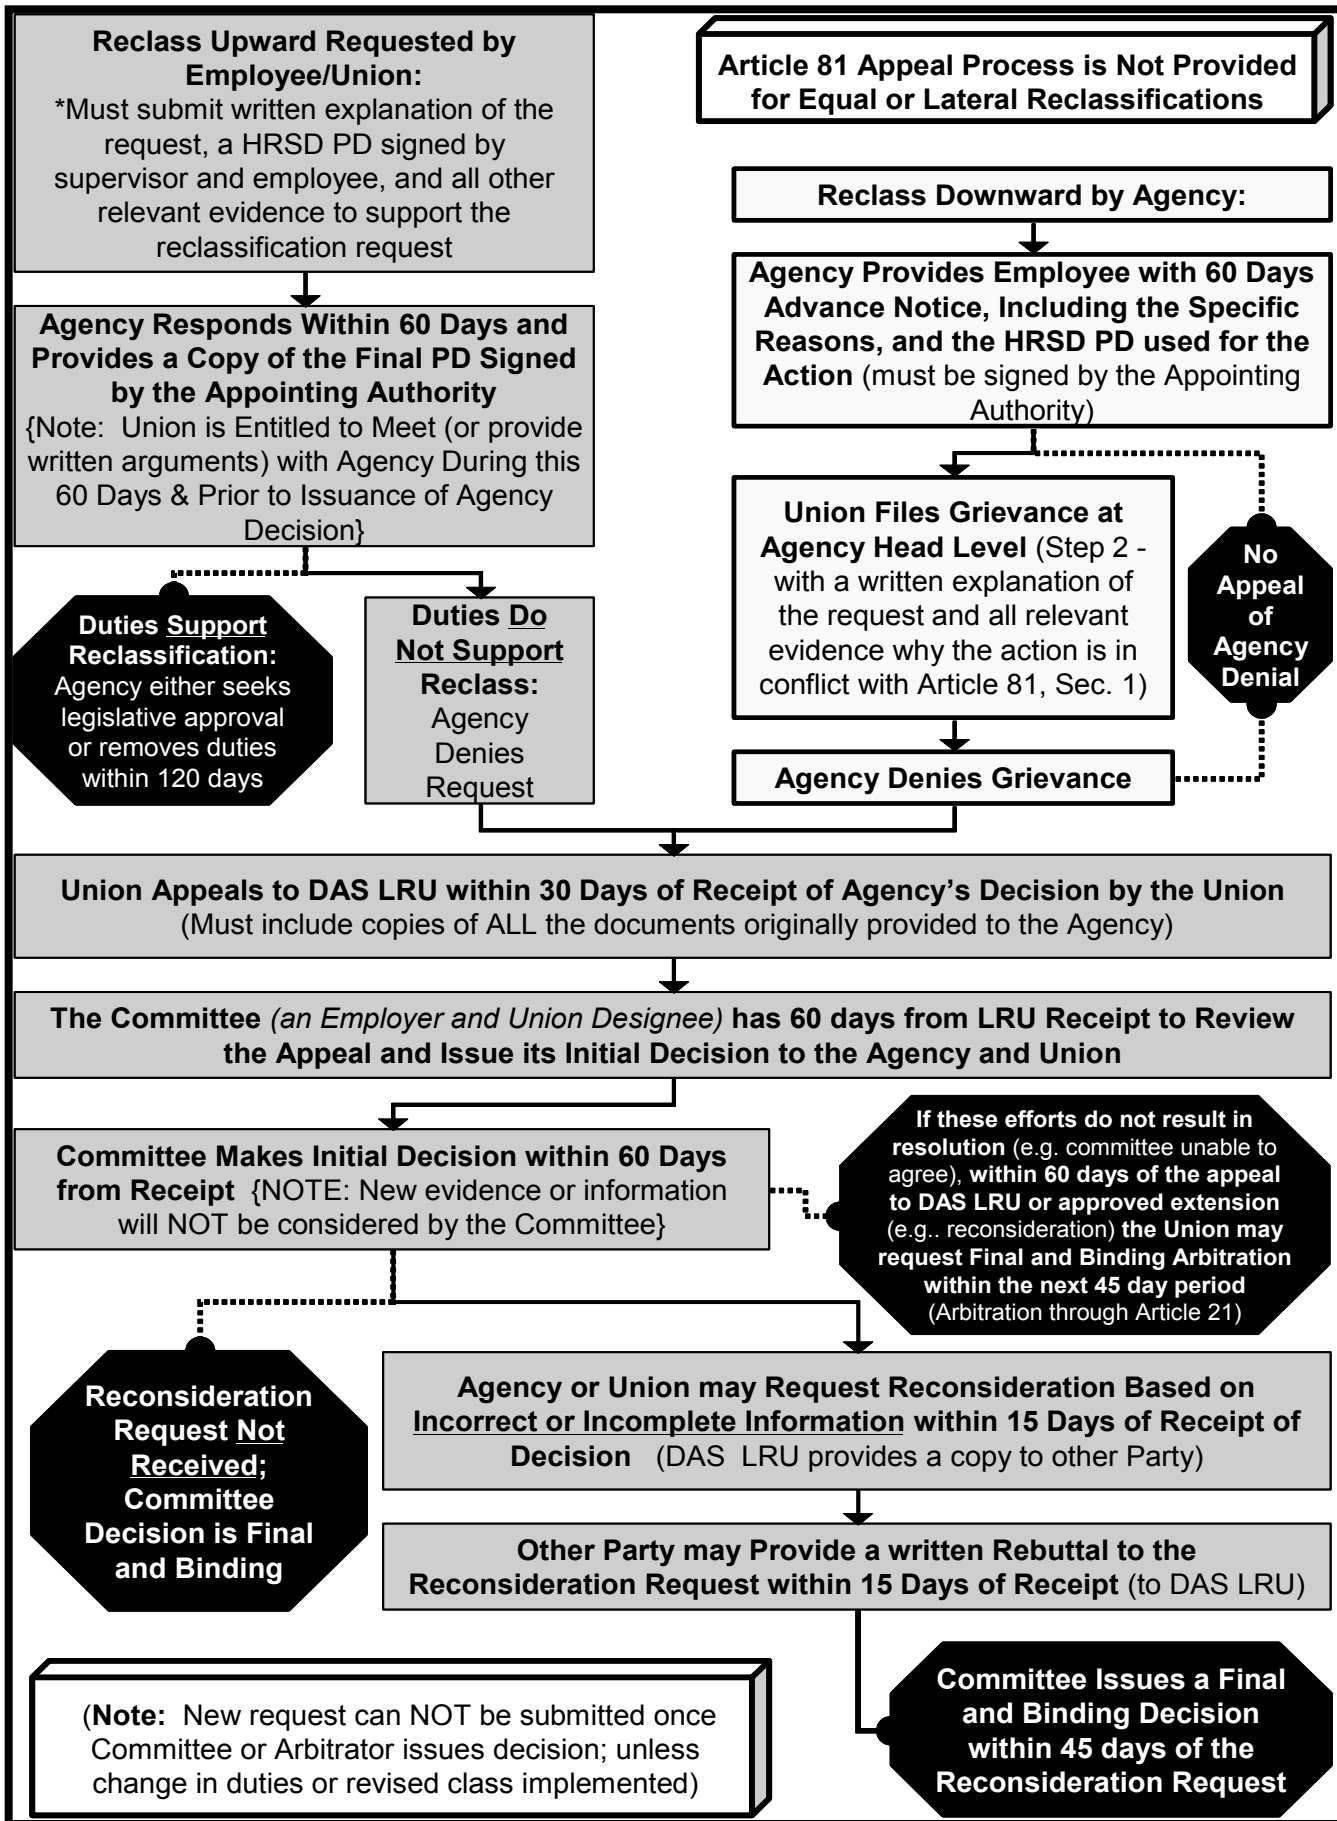 Reclass Upward Requested by
Employee/Union:
*Must submit written explanation of the
request, a HRSD PD signed by
supervisor and employee, and all other
relevant evidence to support the
reclassification request
Article 81 Appeal Process is Not Provided
for Equal or Lateral Reclassifications
Reclass Downward by Agency:
Agency Provides Employee with 60 Days
Advance Notice, Including the Specific
Reasons, and the HRSD PD used for the
Action (must be signed by the Appointing
Authority)
Agency Responds Within 60 Days and
Provides a Copy of the Final PD Signed
by the Appointing Authority
{Note:  Union is Entitled to Meet (or provide
written arguments) with Agency During this
60 Days & Prior to Issuance of Agency
Decision}
Union Files Grievance at
Agency Head Level (Step 2 -
with a written explanation of
the request and all relevant
evidence why the action is in
conflict with Article 81, Sec. 1)
No
Appeal
of
Agency
Denial
Duties Support
Reclassification:
Agency either seeks
legislative approval
or removes duties
within 120 days
Duties Do
Not Support
Reclass:
Agency
Denies
Request
Agency Denies Grievance
Union Appeals to DAS LRU within 30 Days of Receipt of Agency’s Decision by the Union
(Must include copies of ALL the documents originally provided to the Agency)
The Committee (an Employer and Union Designee) has 60 days from LRU Receipt to Review
the Appeal and Issue its Initial Decision to the Agency and Union
Committee Makes Initial Decision within 60 Days
from Receipt  {NOTE: New evidence or information
will NOT be considered by the Committee}
If these efforts do not result in
resolution (e.g. committee unable to
agree), within 60 days of the appeal
to DAS LRU or approved extension
(e.g.. reconsideration) the Union may
request Final and Binding Arbitration
within the next 45 day period
(Arbitration through Article 21)
Reconsideration
Request Not
Received;
Committee
Decision is Final
and Binding
Agency or Union may Request Reconsideration Based on
Incorrect or Incomplete Information within 15 Days of Receipt of
Decision   (DAS  LRU provides a copy to other Party)
Other Party may Provide a written Rebuttal to the
Reconsideration Request within 15 Days of Receipt (to DAS LRU)
Committee Issues a Final
and Binding Decision
within 45 days of the
Reconsideration Request
(Note:  New request can NOT be submitted once
Committee or Arbitrator issues decision; unless
change in duties or revised class implemented)